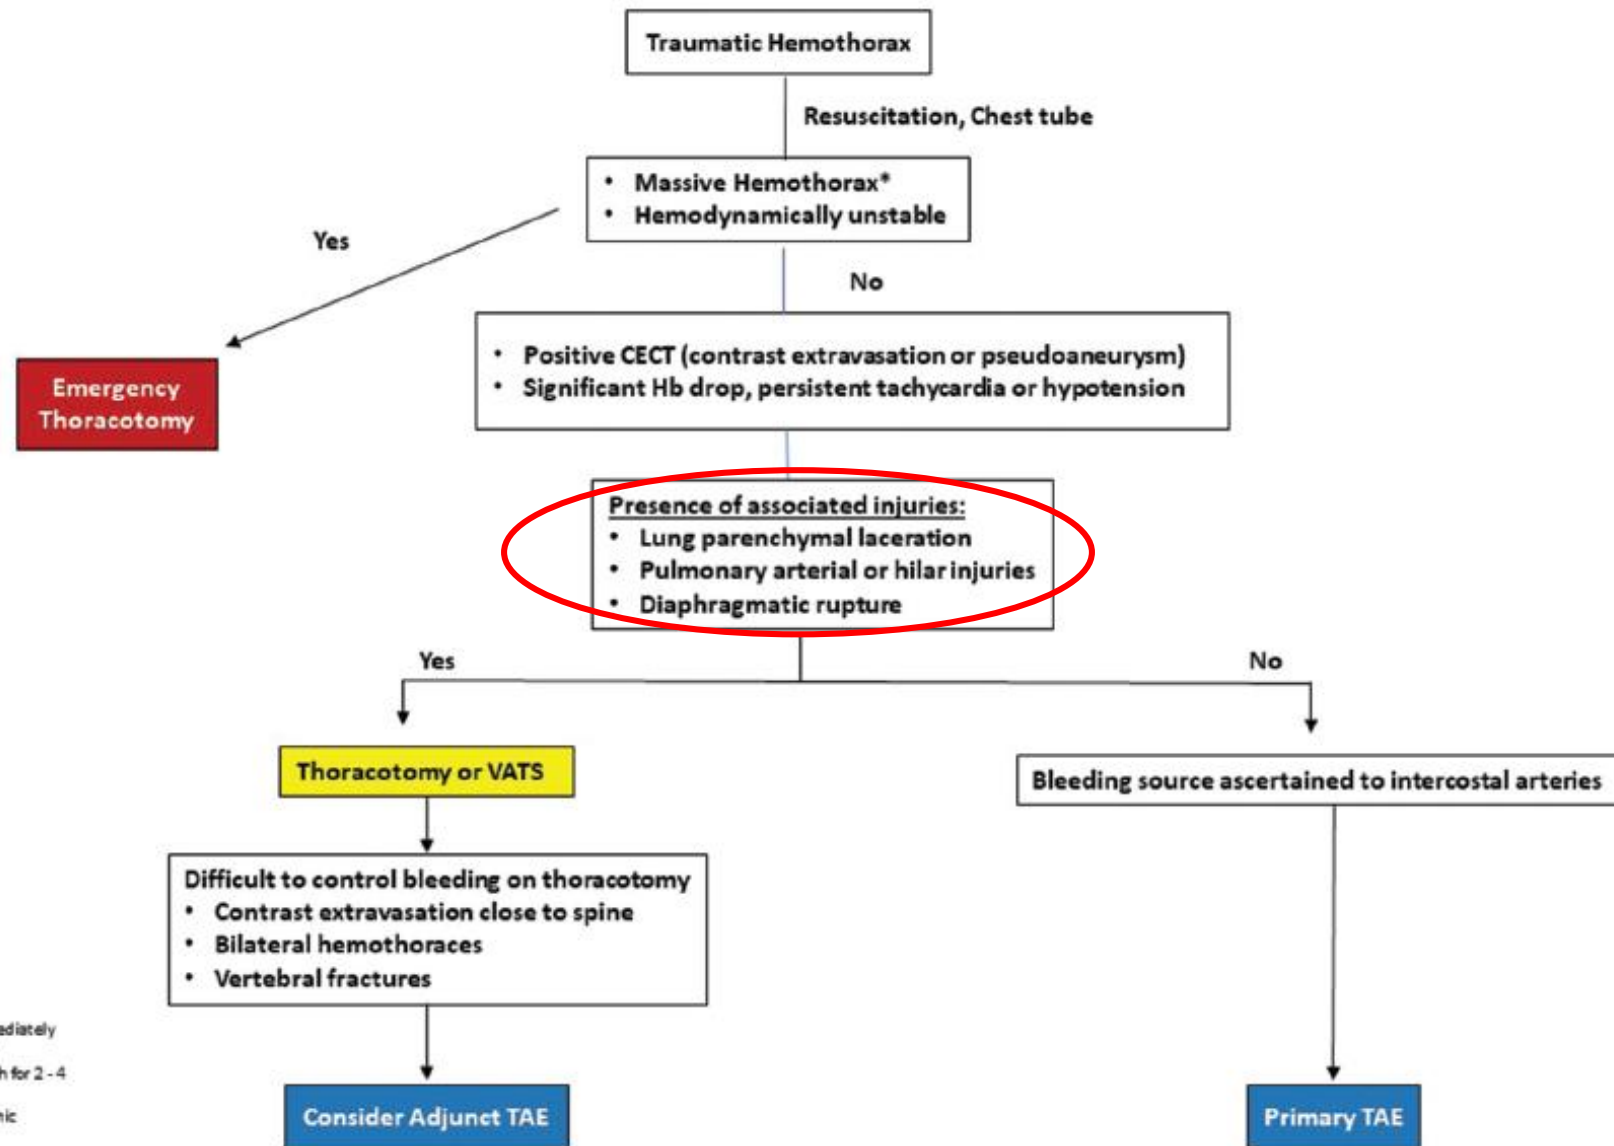 Traumatic Hemothorax
Resuscitation, Chest tube
• Massive Hemothorax*
• Hemodynamically unstable
Yes
No
Emergency
Thoracotomy
• Positive CECT (contrast extravasation or pseudoaneurysm)
• Significant Hb drop, persistent tachycardia or hypotension
Presence of associated injuries:
• Lung parenchymal laceration
• Pulmonary arterial or hilar injuries
• Diaphragmatic rupture
Yes
No
Thoracotomy or VATS
Bleeding source ascertained to intercostal arteries
Difficult to control bleeding on thoracotomy
• Contrast extravasation close to spine
• Bilateral hemothoraces
• Vertebral fractures
for 2 - 4
Consider Adjunct TAE
Primary TAE